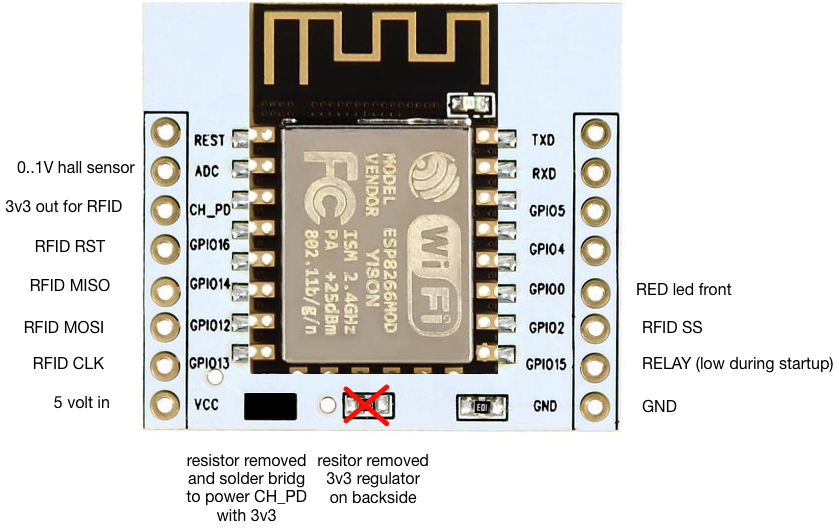 REST
TXD
0..1V hall sensor
ADC
RXD
3v3 out for RFID
CH_PD
GPIO5
RFID RST
GPIO16
GPIO4
RFID MISO
GPIO14
GPIO0
RED led front
RFID MOSI
GPIO12
GPIO2
RFID SS
RFID CLK
GPIO13
GPIO15
RELAY (low during startup)
5 volt in
VCC
GND
GND
FC
MODEL ESP8266MOD
VENDOR YISON
ISM 2.4GHz
PA +25dBm
802.11b/g/n
WiFi
resistor removed
and solder bridg
to power CH_PD
with 3v3
resitor removed
3v3 regulator
on backside